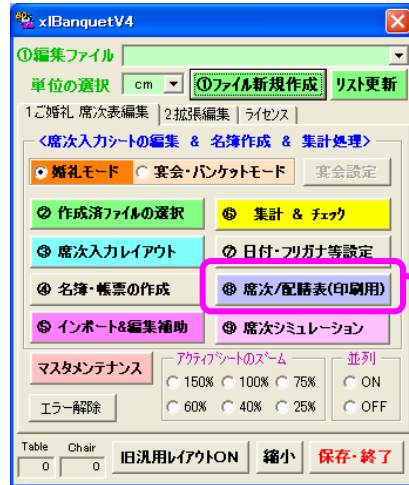 xlBanquetV4
①編集ファイル
単位の選択 cm ①ファイル新規作成 リスト更新
1ご婚礼 席次表編集 2拡張編集 ライセンス
<席次入力シートの編集 & 名簿作成 & 集計処理>
婚礼モード 宴会・バンケットモード 宴会設定
② 作成済ファイルの選択 ⑥ 集計 & チェック
③ 席次入力レイアウト ⑦ 日付・フリガナ等設定
④ 名簿・帳票の作成 ⑧ 席次/配膳表(印刷用)
⑤ インポート&編集補助 ⑨ 席次シミュレーション
マスタメンテナンス アクティブシートのズーム 並列
150% 100% 75% ON
エラー解除 60% 40% 25% OFF
Table Chair
0 0 旧汎用レイアウトON 縮小 保存・終了